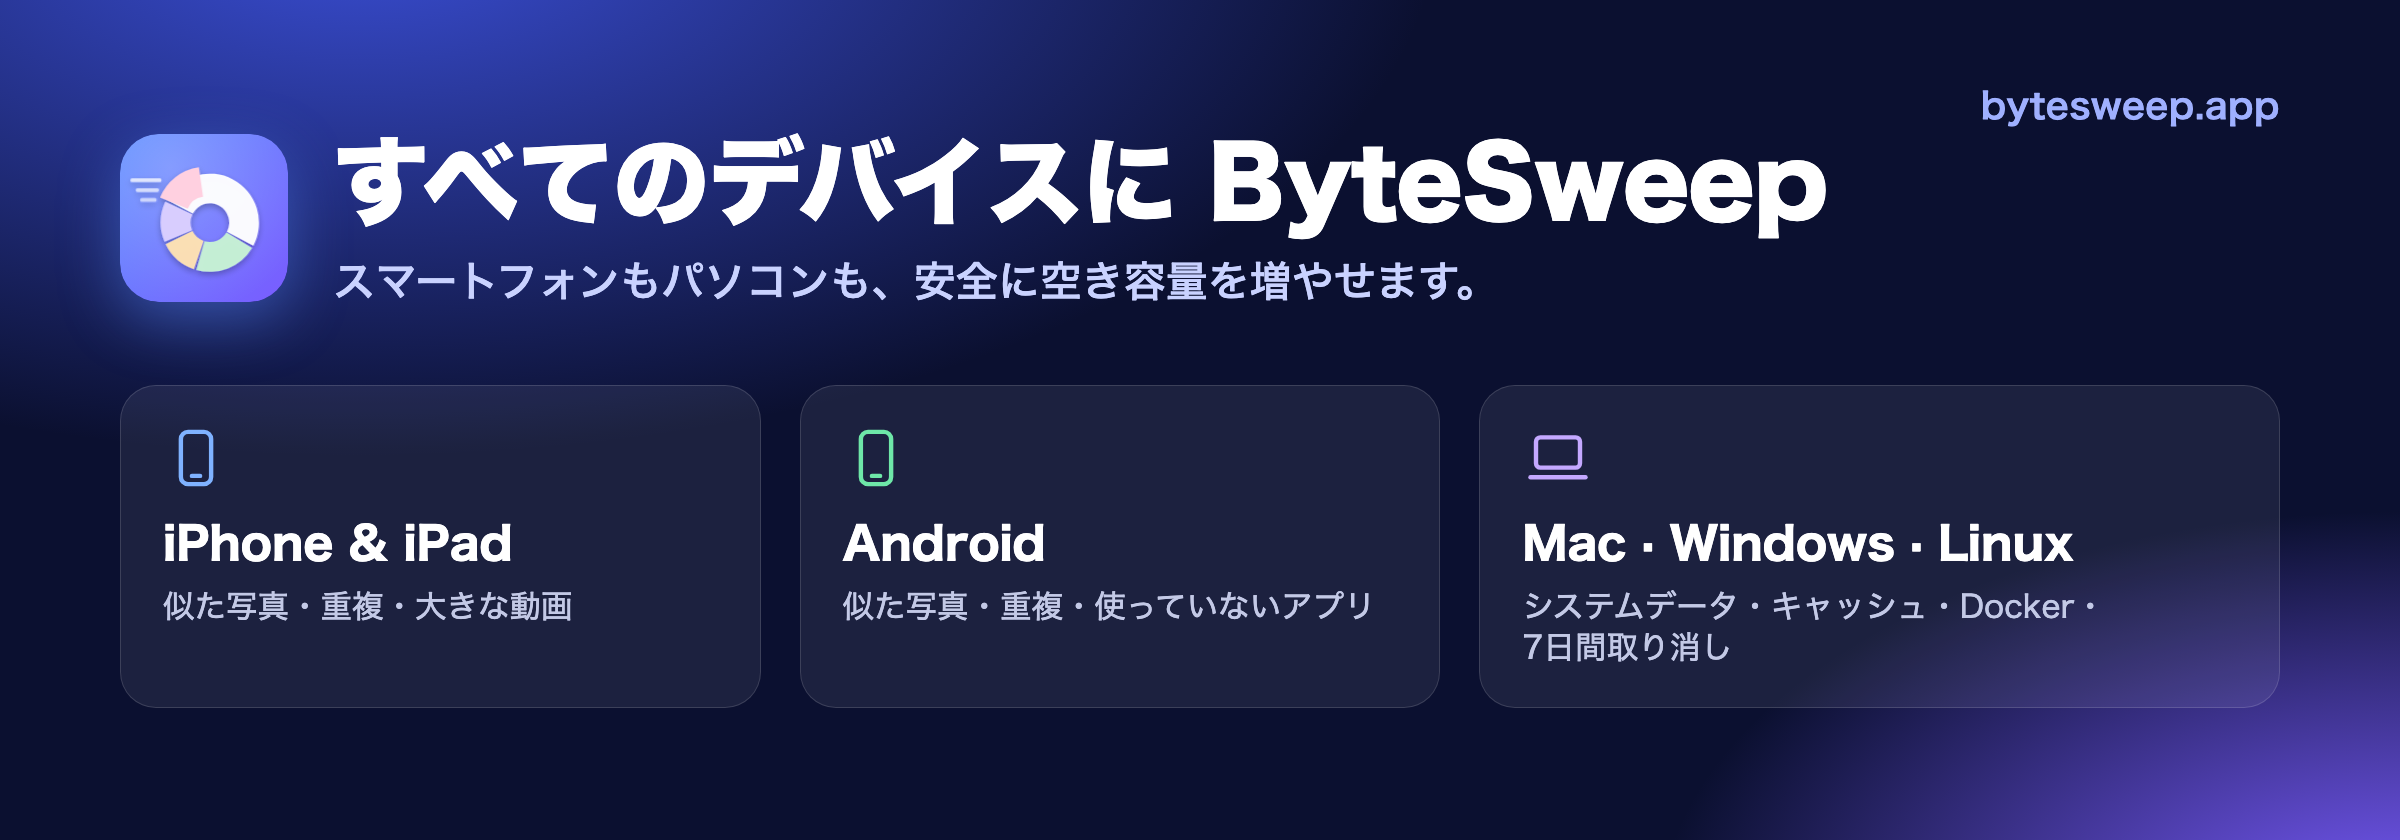 bytesweep.app
すべてのデバイスに ByteSweep
スマートフォンもパソコンも、安全に空き容量を増やせます。
iPhone & iPad
似た写真・重複・大きな動画
Android
似た写真・重複・使っていないアプリ
Mac · Windows · Linux
システムデータ・キャッシュ・Docker・
7日間取り消し